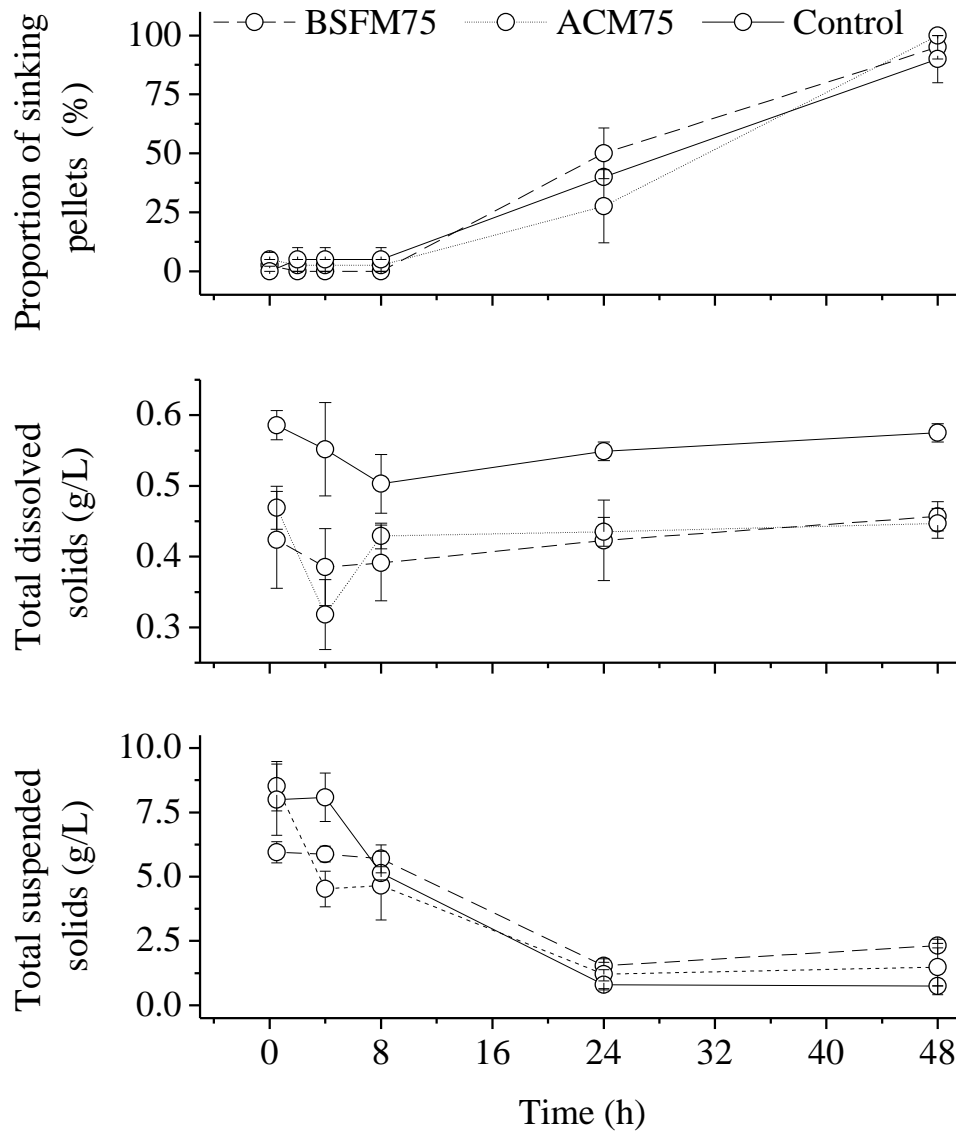 BSFM75 ACM75 Control
Proportion of sinking
pellets (%)
100
75
50
25
0
Total dissolved
solids (g/L)
0.6
0.5
0.4
0.3
Total suspended
solids (g/L)
10.0
7.5
5.0
2.5
0.0
0 8 16 24 32 40 48
Time (h)